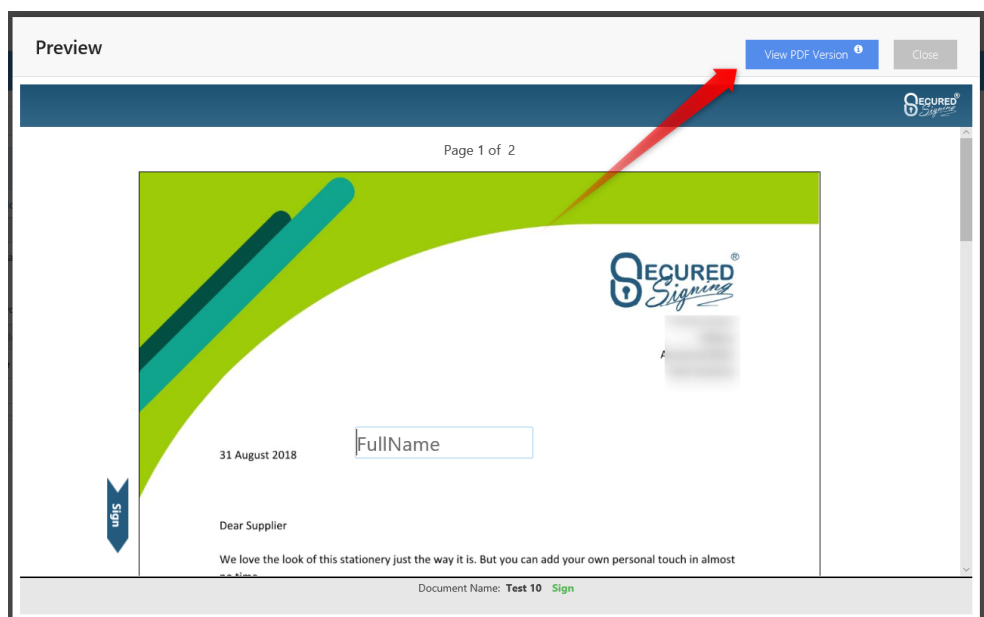 Preview
View PDF Version
Close
SECURED®
Signing
Page 1 of 2
SECURED®
Signing
A
31 August 2018
FullName
Sign
Dear Supplier
We love the look of this stationery just the way it is. But you can add your own personal touch in almost
Document Name: Test 10 Sign